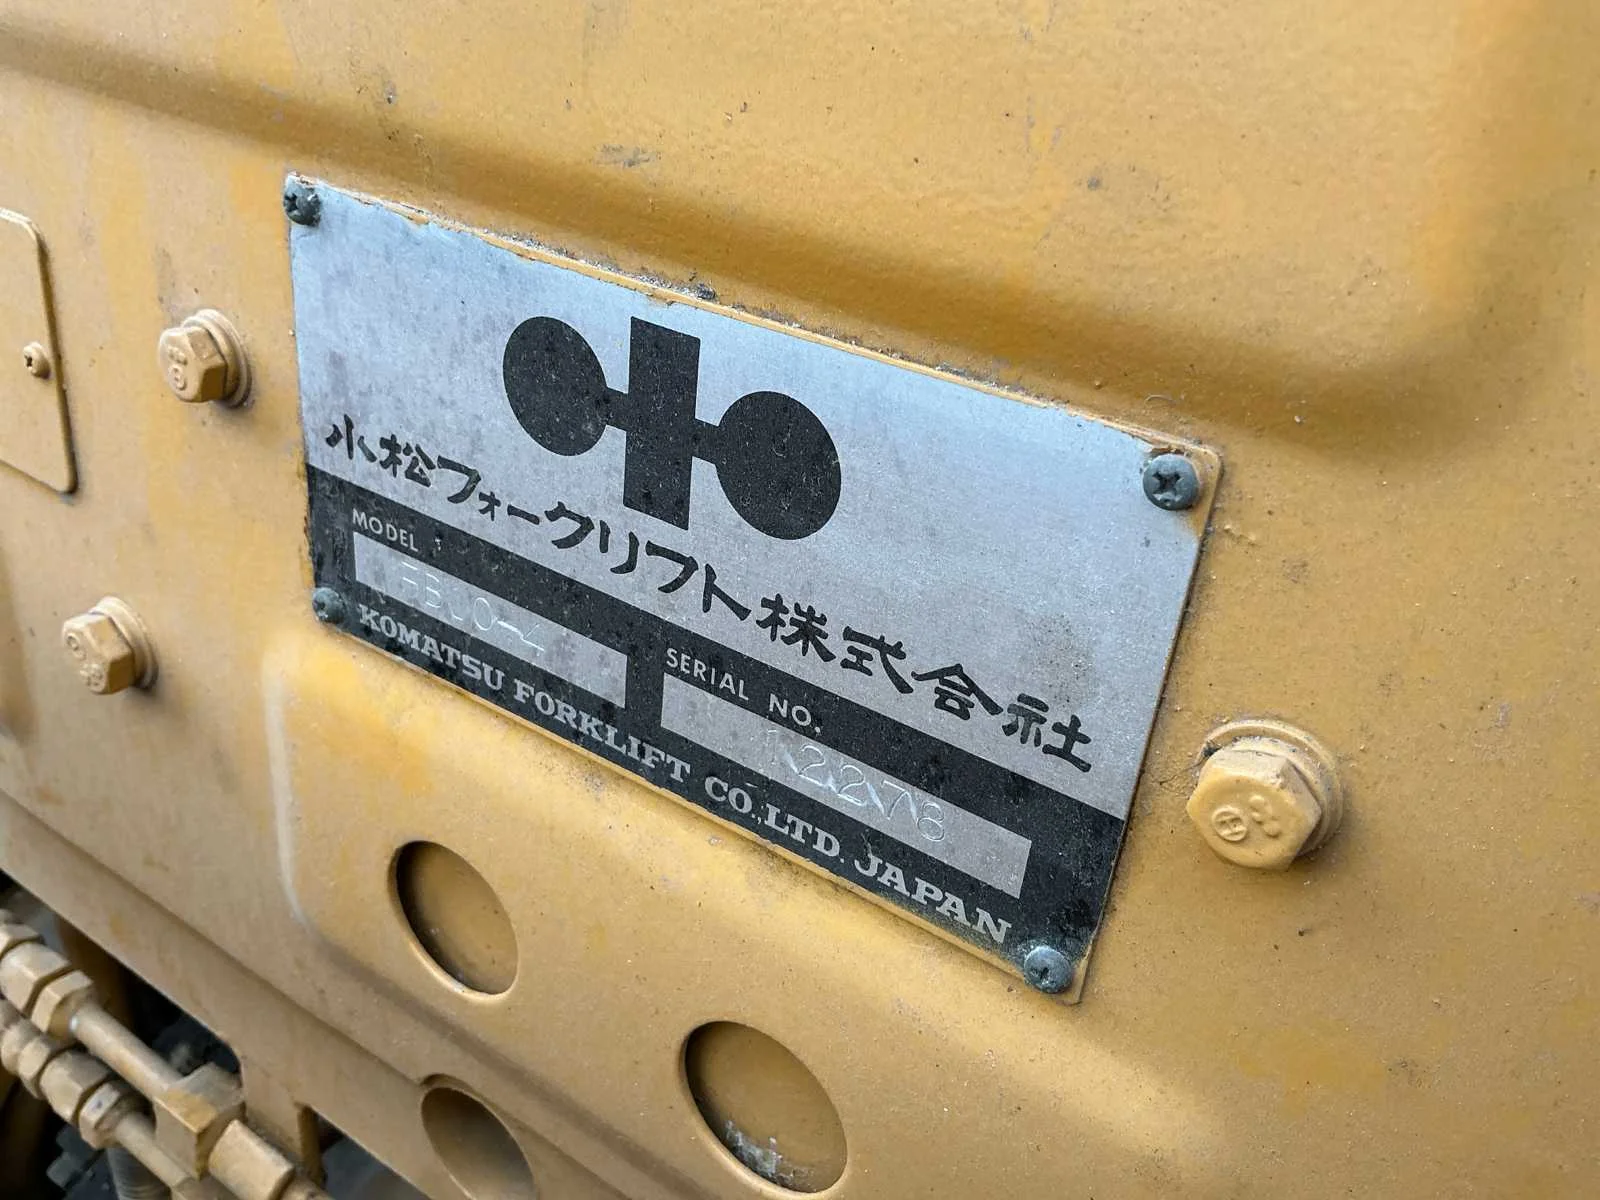 小松フォークリフト株式会社
MODEL
SERIAL NO.
12278
KOMATSU FORKLIFT CO.,LTD. JAPAN